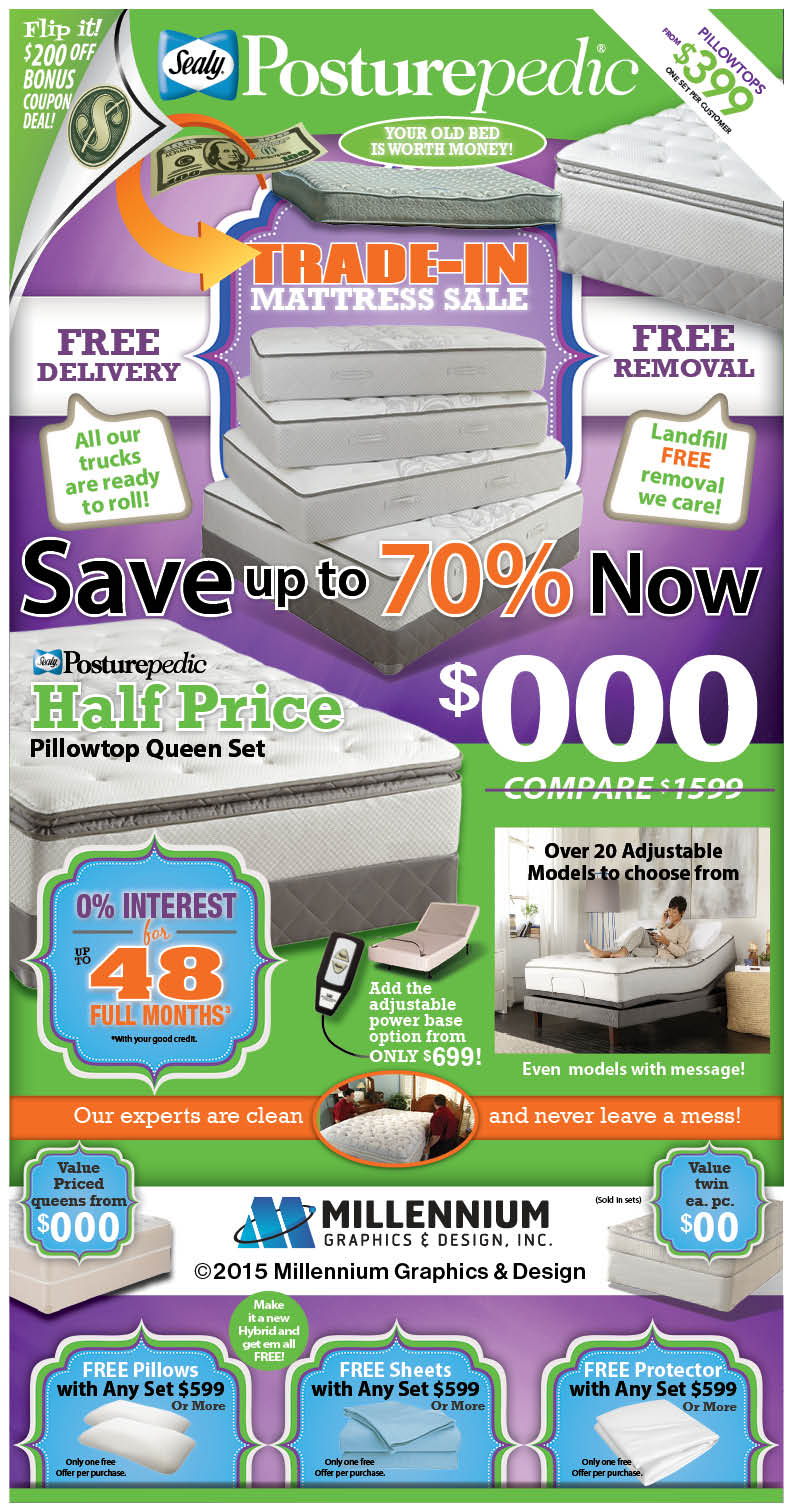 Flip it!
$200 OFF
BONUS
COUPON
DEAL!
Sealy.
Posturepedic®
PILLOWTOPS
FROM $399
ONE SET PER CUSTOMER
YOUR OLD BED
IS WORTH MONEY!
TRADE-IN
MATTRESS SALE
FREE
DELIVERY
FREE
REMOVAL
All our
trucks
are ready
to roll!
Landfill
FREE
removal
we care!
Save up to 70% Now
Sealy Posturepedic
Half Price
Pillowtop Queen Set
$000
COMPARE $1599
Over 20 Adjustable
Models to choose from
0% INTEREST
for
UP TO
48
FULL MONTHS³
*With your good credit.
Add the
adjustable
power base
option from
ONLY $699!
Even models with message!
Our experts are clean
and never leave a mess!
Value
Priced
queens from
$000
MILLENNIUM
GRAPHICS & DESIGN, INC.
©2015 Millennium Graphics & Design
(Sold in sets)
Value
twin
ea. pc.
$00
Make
it a new
Hybrid and
get em all
FREE!
FREE Pillows
with Any Set $599
Or More
Only one free
Offer per purchase.
FREE Sheets
with Any Set $599
Or More
Only one free
Offer per purchase.
FREE Protector
with Any Set $599
Or More
Only one free
Offer per purchase.